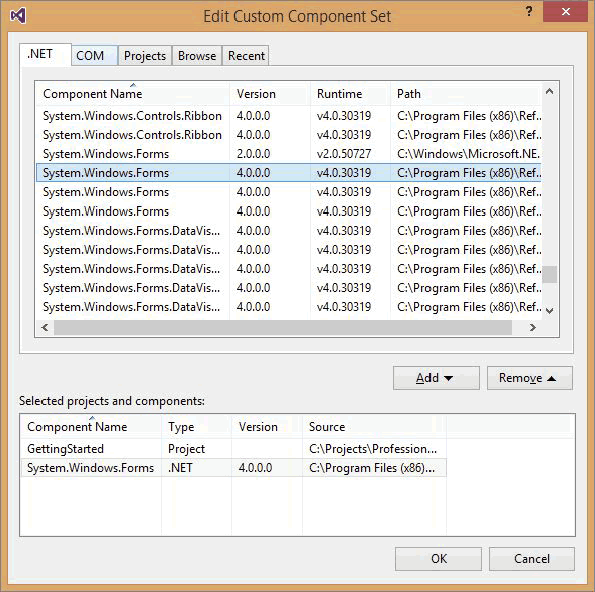 Edit Custom Component Set
?
.NET COM Projects Browse Recent
Component Name Version Runtime Path
System.Windows.Controls.Ribbon 4.0.0.0 v4.0.30319 C:\Program Files (x86)\Ref...
System.Windows.Controls.Ribbon 4.0.0.0 v4.0.30319 C:\Program Files (x86)\Ref...
System.Windows.Forms 2.0.0.0 v2.0.50727 C:\Windows\Microsoft.NE...
System.Windows.Forms 4.0.0.0 v4.0.30319 C:\Program Files (x86)\Ref...
System.Windows.Forms 4.0.0.0 v4.0.30319 C:\Program Files (x86)\Ref...
System.Windows.Forms 4.0.0.0 v4.0.30319 C:\Program Files (x86)\Ref...
System.Windows.Forms.DataVis... 4.0.0.0 v4.0.30319 C:\Program Files (x86)\Ref...
System.Windows.Forms.DataVis... 4.0.0.0 v4.0.30319 C:\Program Files (x86)\Ref...
System.Windows.Forms.DataVis... 4.0.0.0 v4.0.30319 C:\Program Files (x86)\Ref...
System.Windows.Forms.DataVis... 4.0.0.0 v4.0.30319 C:\Program Files (x86)\Ref...
System.Windows.Forms.DataVis... 4.0.0.0 v4.0.30319 C:\Program Files (x86)\Ref...
Add Remove
Selected projects and components:
Component Name Type Version Source
GettingStarted Project C:\Projects\Profession...
System.Windows.Forms .NET 4.0.0.0 C:\Program Files (x86)...
OK Cancel